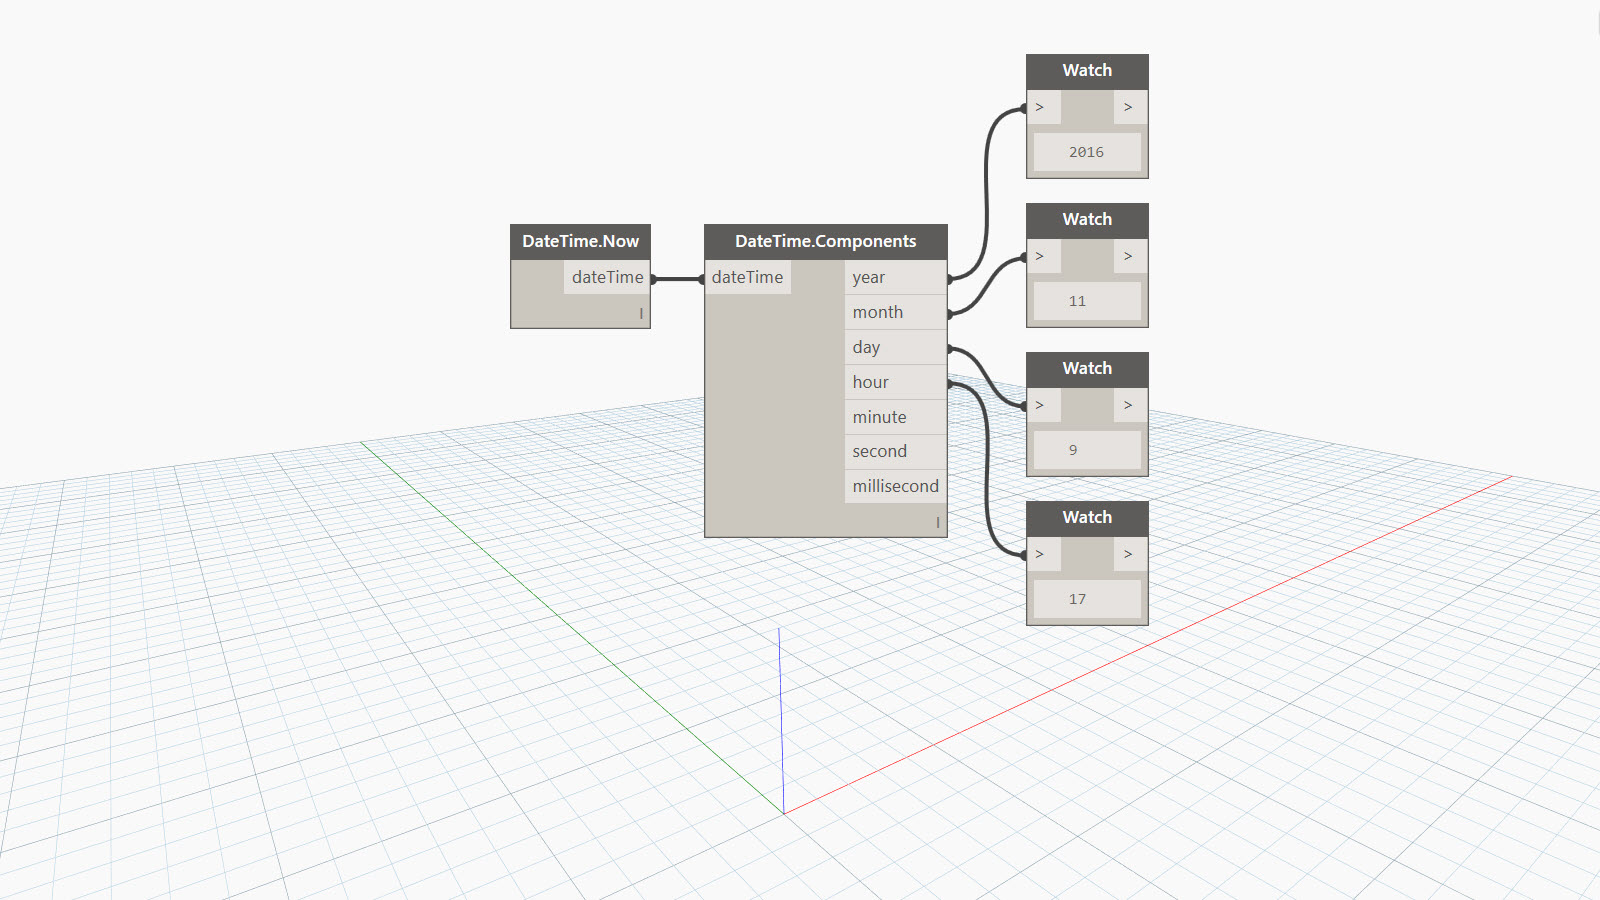 DateTime.Now
dateTime
|
DateTime.Components
dateTime
year
month
day
hour
minute
second
millisecond
|
Watch
> >
2016
Watch
> >
11
Watch
> >
9
Watch
> >
17